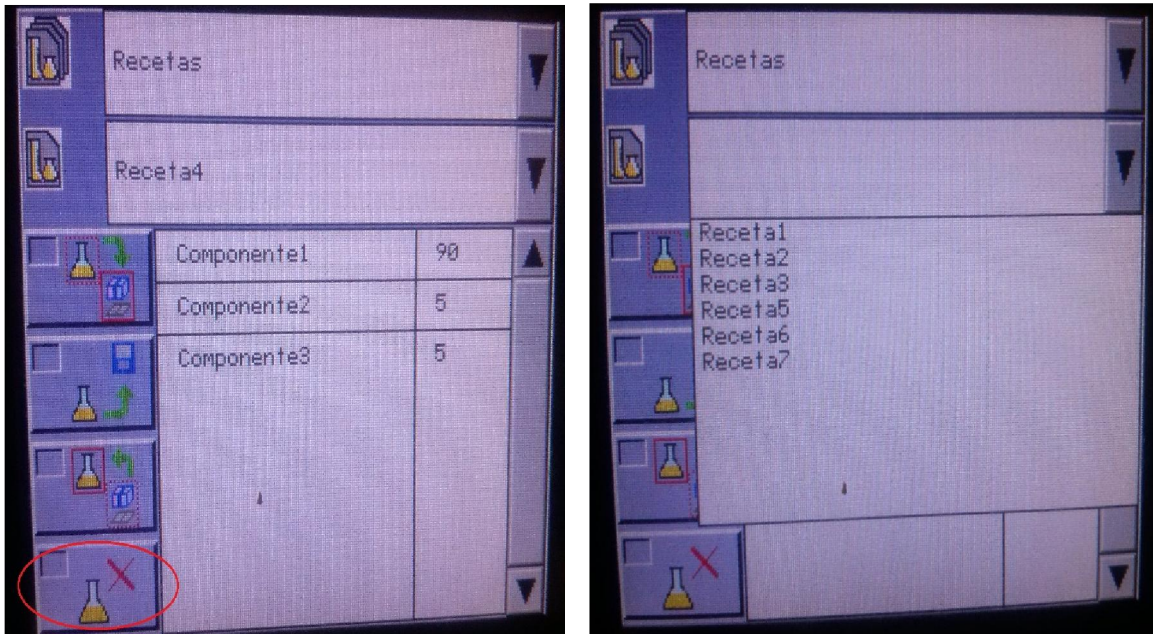 Recetas
Receta4
Componente1 90
Componente2 5
Componente3 5
Recetas
Receta1
Receta2
Receta3
Receta5
Receta6
Receta7